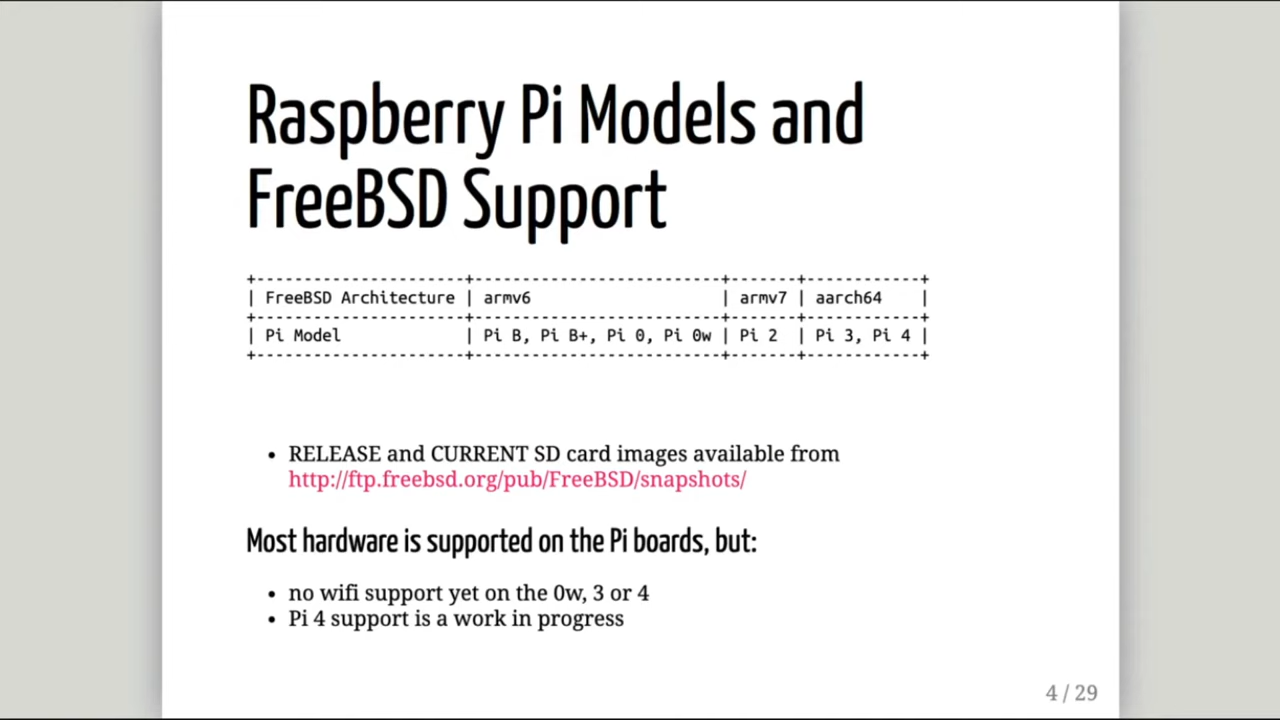 Raspberry Pi Models and
FreeBSD Support
+----------------------+--------------------------+-------+------------+
| FreeBSD Architecture | armv6                    | armv7 | aarch64    |
+----------------------+--------------------------+-------+------------+
| Pi Model             | Pi B, Pi B+, Pi 0, Pi 0w | Pi 2  | Pi 3, Pi 4 |
+----------------------+--------------------------+-------+------------+
• RELEASE and CURRENT SD card images available from
http://ftp.freebsd.org/pub/FreeBSD/snapshots/
Most hardware is supported on the Pi boards, but:
• no wifi support yet on the 0w, 3 or 4
• Pi 4 support is a work in progress
4 / 29